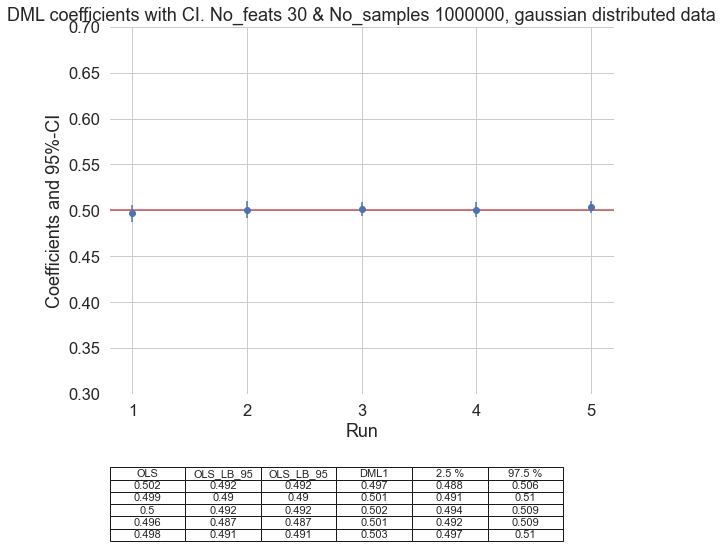 DML coefficients with CI. No_feats 30 & No_samples 1000000, gaussian distributed data
0.70
0.65
0.60
0.55
0.50
0.45
0.40
0.35
0.30
Coefficients and 95%-CI
1 2 3 4 5
Run
OLS OLS_LB_95 OLS_LB_95 DML1 2.5 % 97.5 %
0.502 0.492 0.492 0.497 0.488 0.506
0.499 0.49 0.49 0.501 0.491 0.51
0.5 0.492 0.492 0.502 0.494 0.509
0.496 0.487 0.487 0.501 0.492 0.509
0.498 0.491 0.491 0.503 0.497 0.51